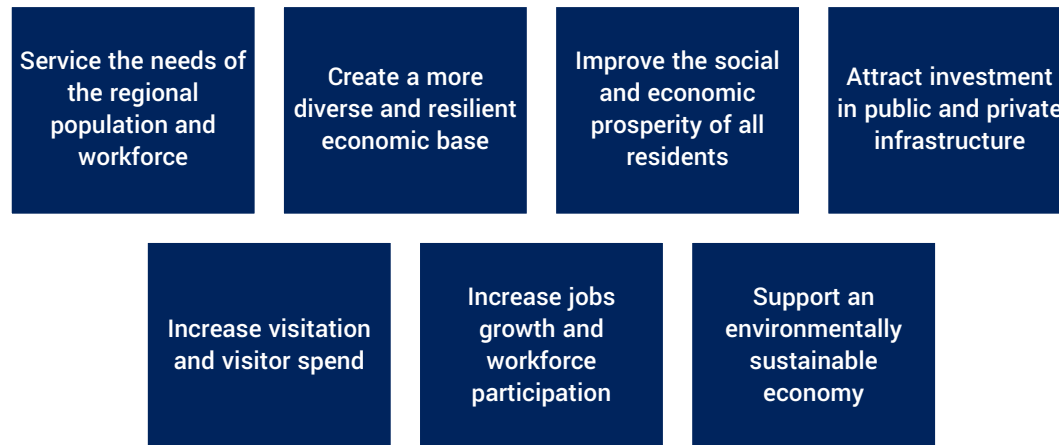 Service the needs of
the regional
population and
workforce
Create a more
diverse and resilient
economic base
Improve the social
and economic
prosperity of all
residents
Attract investment
in public and private
infrastructure
Increase visitation
and visitor spend
Increase jobs
growth and
workforce
participation
Support an
environmentally
sustainable
economy